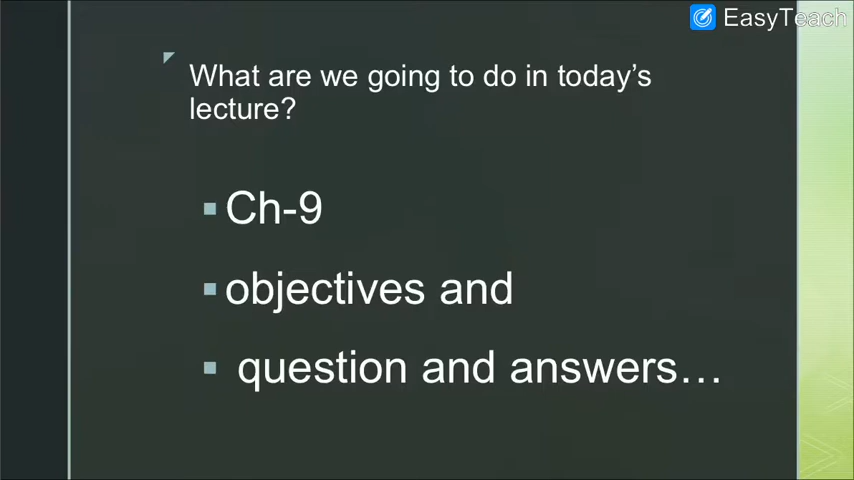 EasyTeach
What are we going to do in today’s
lecture?
Ch-9
objectives and
question and answers…